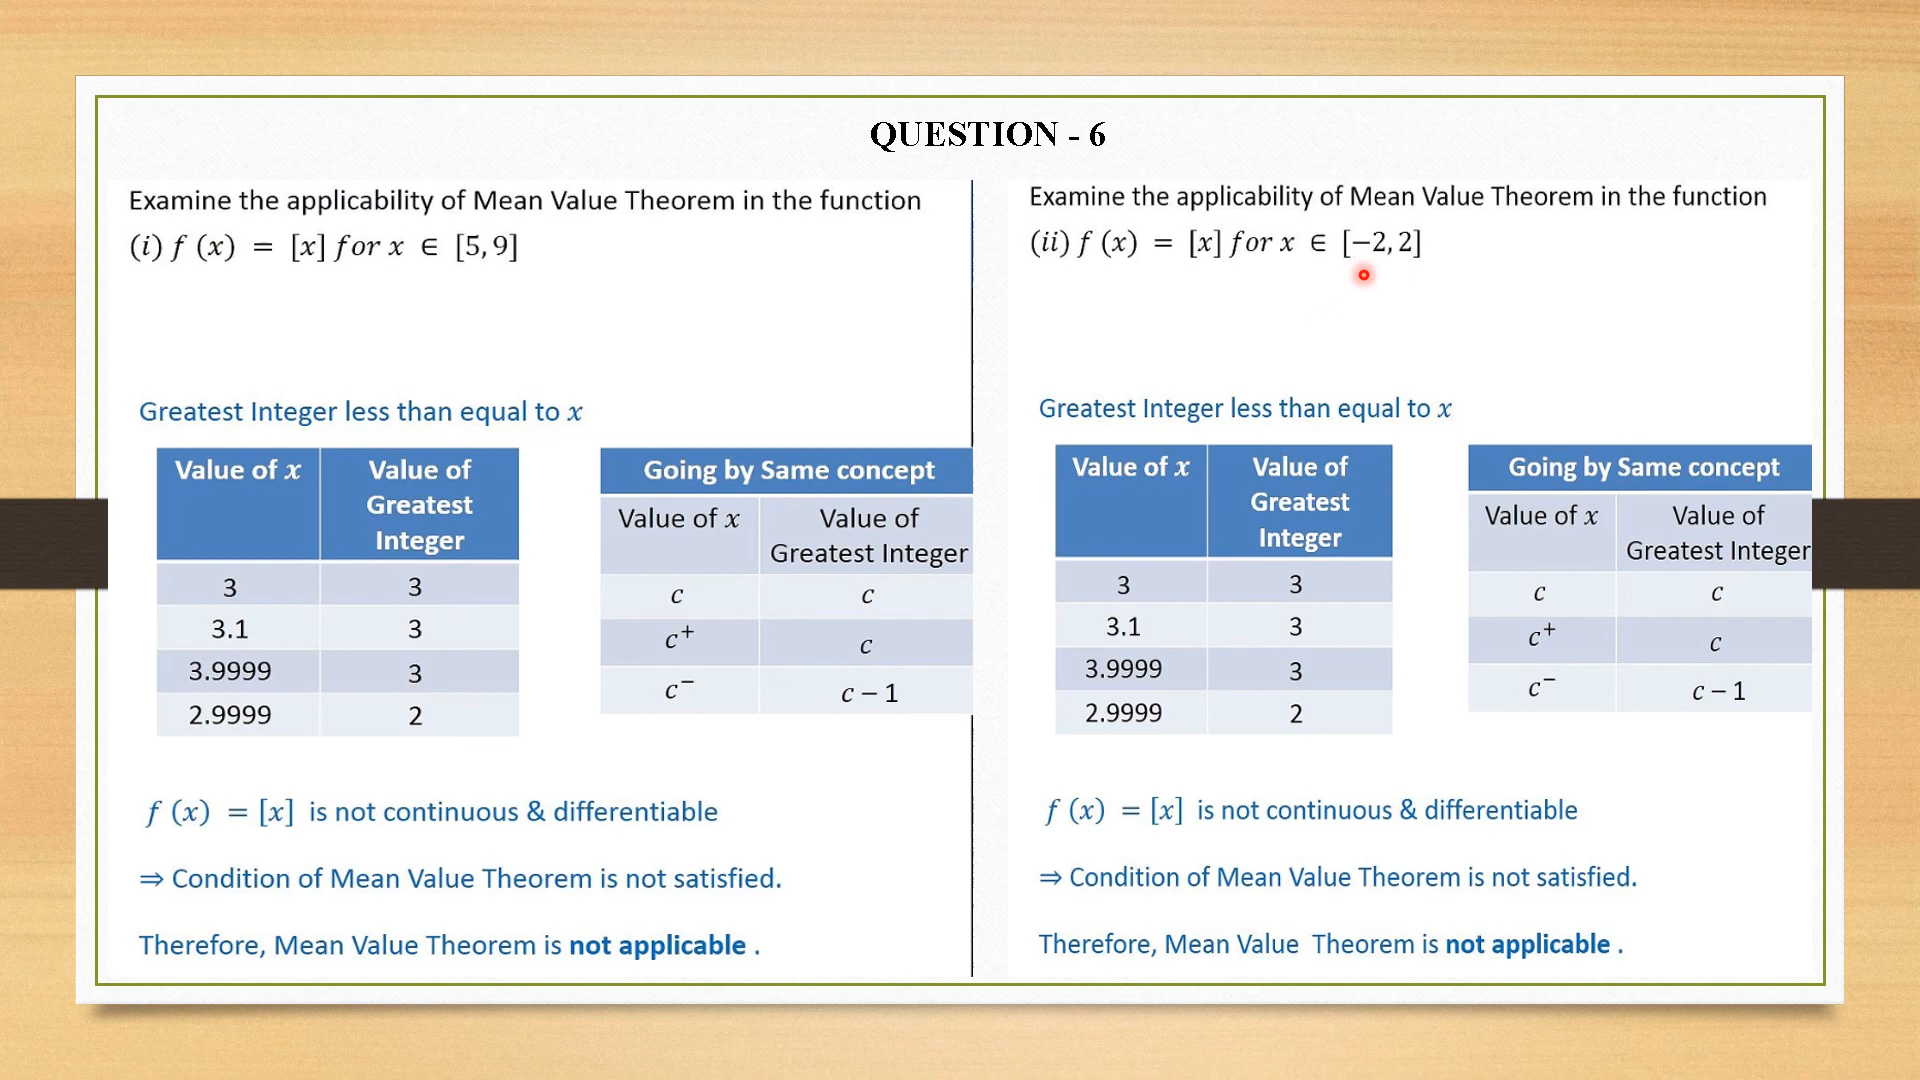 QUESTION - 6
Examine the applicability of Mean Value Theorem in the function
(i) f (x) = [x] for x ∈ [5, 9]
Greatest Integer less than equal to x
Value of x | Value of Greatest Integer
3 | 3
3.1 | 3
3.9999 | 3
2.9999 | 2
Going by Same concept
Value of x | Value of Greatest Integer
c | c
c⁺ | c
c⁻ | c − 1
f (x) = [x] is not continuous & differentiable
⇒ Condition of Mean Value Theorem is not satisfied.
Therefore, Mean Value Theorem is not applicable .
Examine the applicability of Mean Value Theorem in the function
(ii) f (x) = [x] for x ∈ [−2, 2]
Greatest Integer less than equal to x
Value of x | Value of Greatest Integer
3 | 3
3.1 | 3
3.9999 | 3
2.9999 | 2
Going by Same concept
Value of x | Value of Greatest Integer
c | c
c⁺ | c
c⁻ | c − 1
f (x) = [x] is not continuous & differentiable
⇒ Condition of Mean Value Theorem is not satisfied.
Therefore, Mean Value Theorem is not applicable .